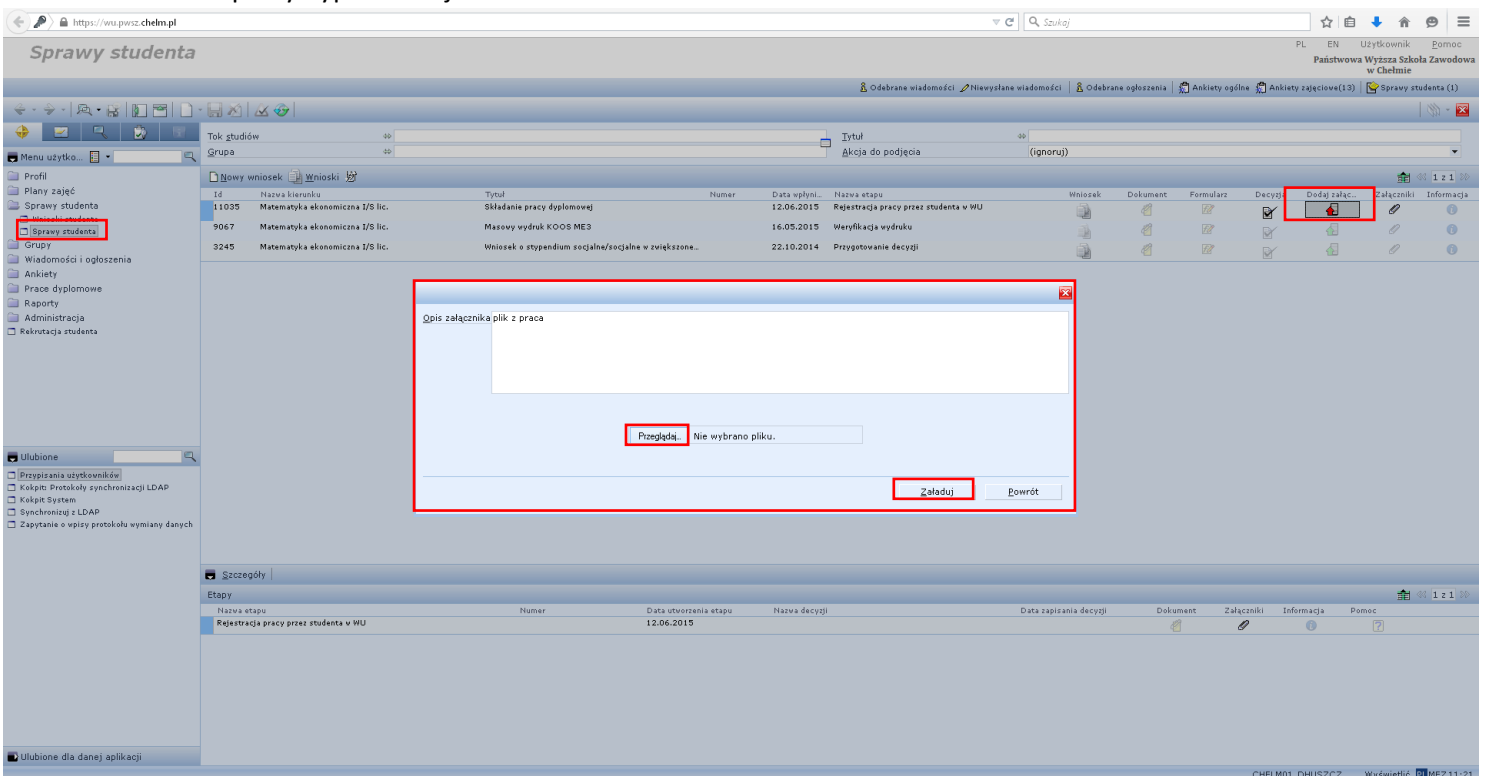 https://wu.pwsz.chelm.pl
Szukaj
Sprawy studenta
PL EN Użytkownik Pomoc
Państwowa Wyższa Szkoła Zawodowa
w Chełmie
Odebrane wiadomości Niewysłane wiadomości Odebrane ogłoszenia Ankiety ogólne Ankiety zajęciowe(13) Sprawy studenta (1)
Tok studiów
Tytuł
Grupa
Akcja do podjęcia (ignoruj)
Menu użytko...
Profil
Plany zajęć
Sprawy studenta
Wnioski studenta
Sprawy studenta
Grupy
Wiadomości i ogłoszenia
Ankiety
Prace dyplomowe
Raporty
Administracja
Rekrutacja studenta
Nowy wniosek Wnioski
1 z 1
Id Nazwa kierunku Tytuł Numer Data wpłyni... Nazwa etapu Wniosek Dokument Formularz Decyzja Dodaj załąc... Załączniki Informacja
11035 Matematyka ekonomiczna I/S lic. Składanie pracy dyplomowej 12.06.2015 Rejestracja pracy przez studenta w WU
9067 Matematyka ekonomiczna I/S lic. Masowy wydruk KOOS ME3 16.05.2015 Weryfikacja wydruku
3245 Matematyka ekonomiczna I/S lic. Wniosek o stypendium socjalne/socjalne w zwiększone... 22.10.2014 Przygotowanie decyzji
Opis załącznika plik z praca
Przeglądaj... Nie wybrano pliku.
Załaduj Powrót
Ulubione
Przypisania użytkowników
Kokpit: Protokoły synchronizacji LDAP
Kokpit System
Synchronizuj z LDAP
Zapytanie o wpisy protokołu wymiany danych
Szczegóły
Etapy
1 z 1
Nazwa etapu Numer Data utworzenia etapu Nazwa decyzji Data zapisania decyzji Dokument Załączniki Informacja Pomoc
Rejestracja pracy przez studenta w WU 12.06.2015
Ulubione dla danej aplikacji